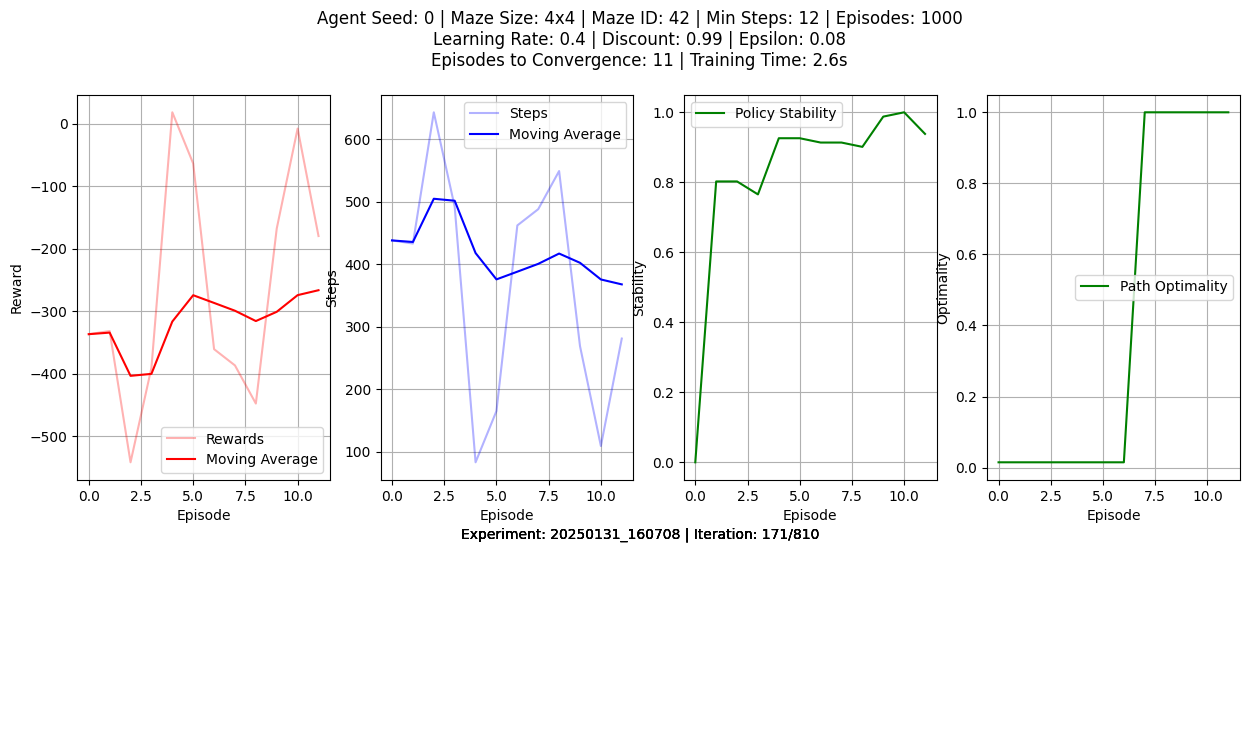 Agent Seed: 0 | Maze Size: 4x4 | Maze ID: 42 | Min Steps: 12 | Episodes: 1000
Learning Rate: 0.4 | Discount: 0.99 | Epsilon: 0.08
Episodes to Convergence: 11 | Training Time: 2.6s
Reward
0
−100
−200
−300
−400
−500
Rewards
Moving Average
0.0 2.5 5.0 7.5 10.0
Episode
Steps
600
500
400
300
200
100
Steps
Moving Average
0.0 2.5 5.0 7.5 10.0
Episode
Stability
1.0
0.8
0.6
0.4
0.2
0.0
Policy Stability
0.0 2.5 5.0 7.5 10.0
Episode
Optimality
1.0
0.8
0.6
0.4
0.2
0.0
Path Optimality
0.0 2.5 5.0 7.5 10.0
Episode
Experiment: 20250131_160708 | Iteration: 171/810